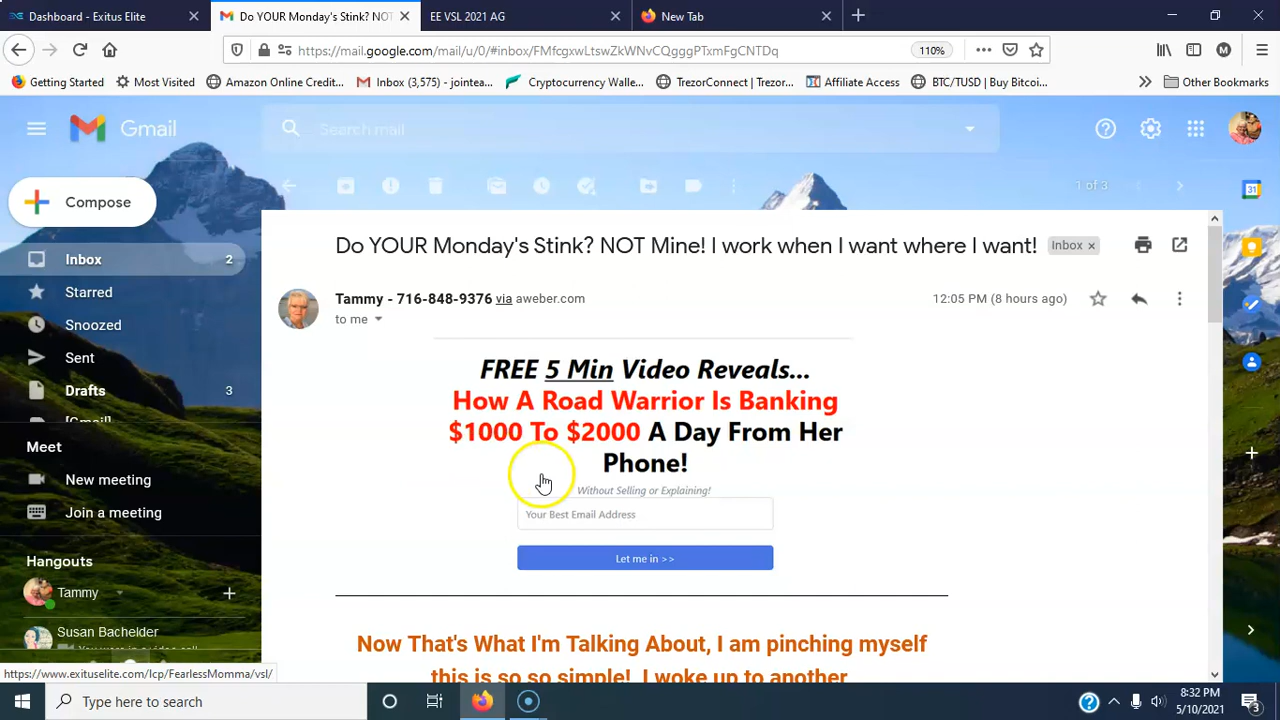 Dashboard - Exitus Elite
Do YOUR Monday's Stink? NOT
EE VSL 2021 AG
New Tab
https://mail.google.com/mail/u/0/#inbox/FMfcgxwLtswZkWNvCQgggPTxmFgCNTDq
110%
Getting Started
Most Visited
Amazon Online Credit...
Inbox (3,575) - jointea...
Cryptocurrency Walle...
TrezorConnect | Trezor...
Affiliate Access
BTC/TUSD | Buy Bitcoi...
Other Bookmarks
Gmail
Search mail
Compose
1 of 3
31
Inbox 2
Starred
Snoozed
Sent
Drafts 3
[Gmail]
Meet
New meeting
Join a meeting
Hangouts
Tammy
Susan Bachelder
You were in a video call
Do YOUR Monday's Stink? NOT Mine! I work when I want where I want!
Inbox x
Tammy - 716-848-9376 via aweber.com
12:05 PM (8 hours ago)
to me
FREE 5 Min Video Reveals...
How A Road Warrior Is Banking
$1000 To $2000 A Day From Her
Phone!
Without Selling or Explaining!
Your Best Email Address
Let me in >>
Now That's What I'm Talking About, I am pinching myself
this is so so simple! I woke up to another
https://www.exituselite.com/lcp/FearlessMomma/vsl/
Type here to search
8:32 PM
5/10/2021
3